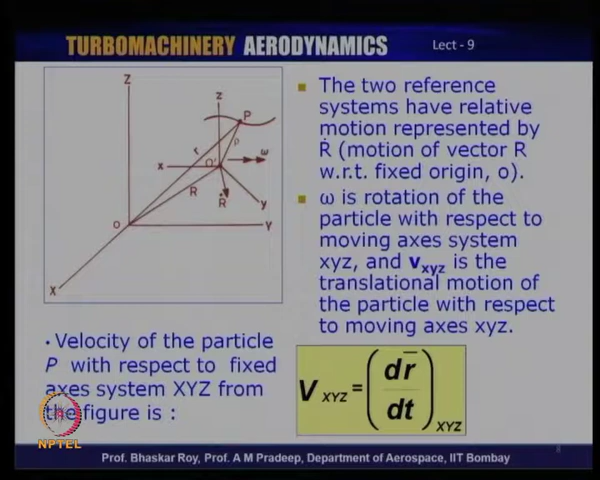 TURBOMACHINERY AERODYNAMICS Lect - 9
Z
z
P
r
ρ
x
O'
ω
R
Ṙ
y
O
Y
X
The two reference
systems have relative
motion represented by
Ṙ (motion of vector R
w.r.t. fixed origin, o).
ω is rotation of the
particle with respect to
moving axes system
xyz, and vxyz is the
translational motion of
the particle with respect
to moving axes xyz.
• Velocity of the particle
P with respect to fixed
axes system XYZ from
the figure is :
V XYZ = (dr̅/dt) XYZ
NPTEL
Prof. Bhaskar Roy, Prof. A M Pradeep, Department of Aerospace, IIT Bombay